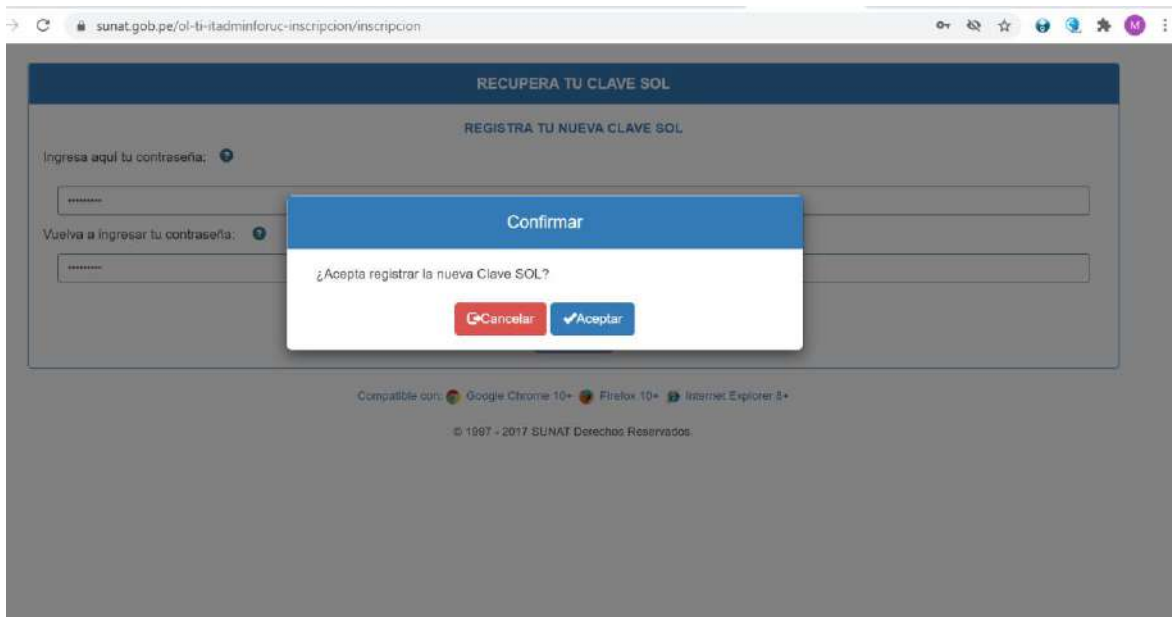 sunat.gob.pe/ol-ti-itadminforuc-inscripcion/inscripcion
M
RECUPERA TU CLAVE SOL
REGISTRA TU NUEVA CLAVE SOL
Ingresa aquí tu contraseña:
Vuelva a ingresar tu contraseña:
Confirmar
¿Acepta registrar la nueva Clave SOL?
Cancelar Aceptar
Compatible con: Google Chrome 10+ Firefox 10+ Internet Explorer 8+
© 1997 - 2017 SUNAT Derechos Reservados